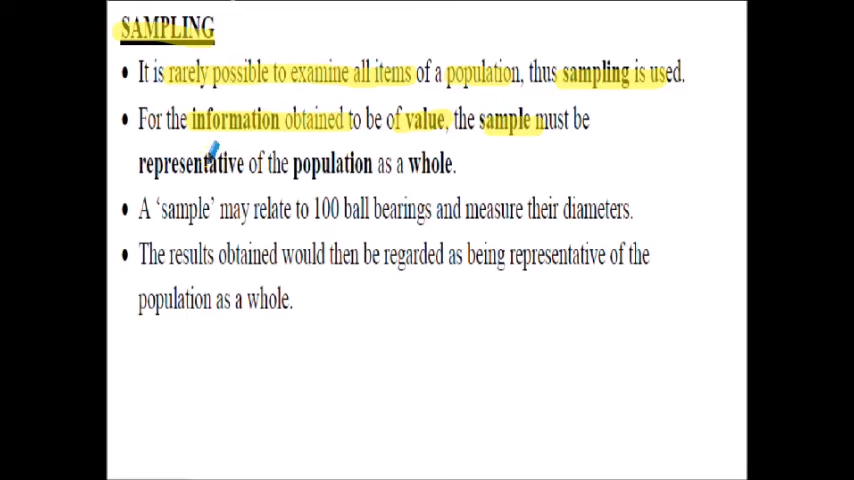 SAMPLING
• It is rarely possible to examine all items of a population, thus sampling is used.
• For the information obtained to be of value, the sample must be
representative of the population as a whole.
• A ‘sample’ may relate to 100 ball bearings and measure their diameters.
• The results obtained would then be regarded as being representative of the
population as a whole.